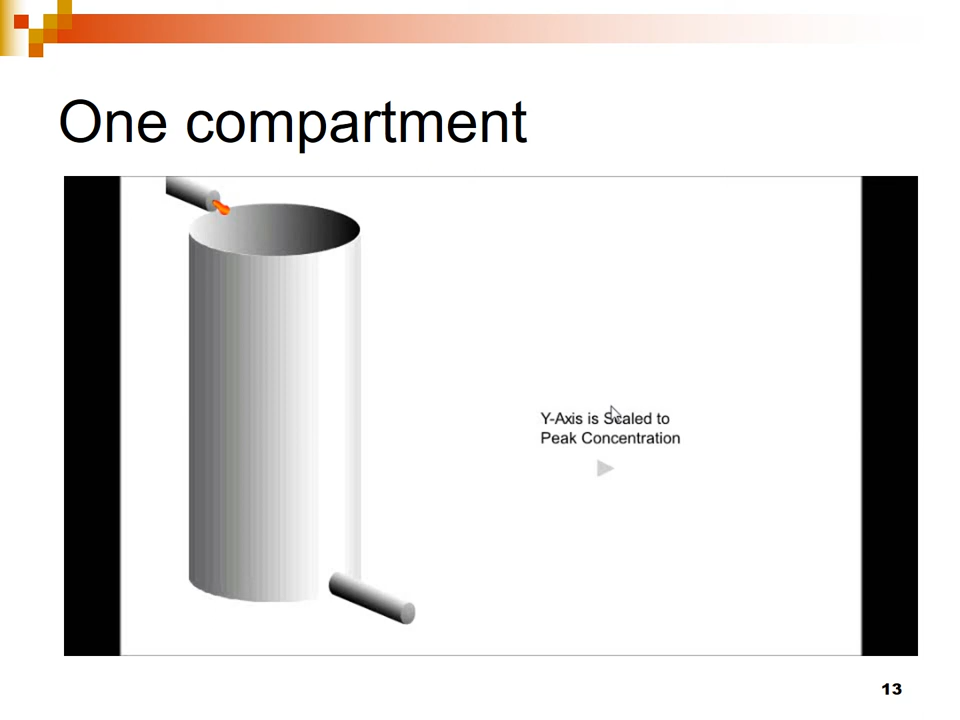 One compartment
Y-Axis is Scaled to
Peak Concentration
13